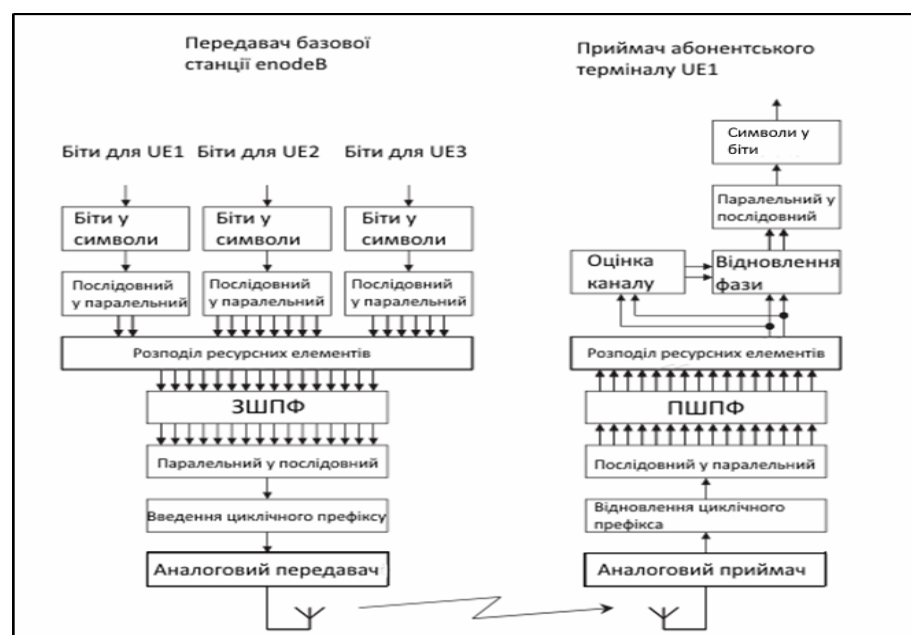 Передавач базової
станції enodeB
Біти для UE1
Біти для UE2
Біти для UE3
Біти у
символи
Біти у
символи
Біти у
символи
Послідовний
у паралельний
Послідовний
у паралельний
Послідовний
у паралельний
Розподіл ресурсних елементів
ЗШПФ
Паралельний у послідовний
Введення циклічного префіксу
Аналоговий передавач
Приймач абонентського
терміналу UE1
Символи у
біти
Паралельний у
послідовний
Оцінка
каналу
Відновлення
фази
Розподіл ресурсних елементів
ПШПФ
Послідовний у паралельний
Відновлення циклічного
префікса
Аналоговий приймач